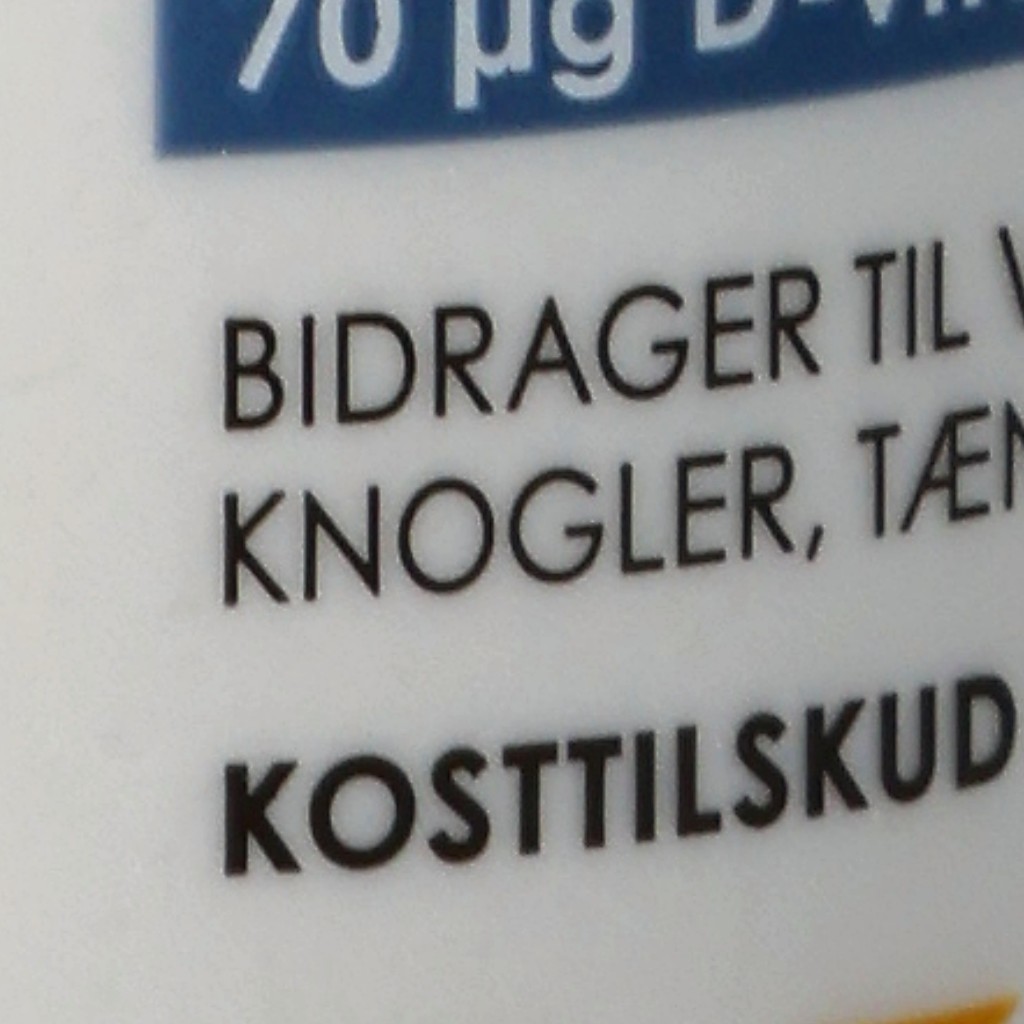 70 µg
BIDRAGER TIL
KNOGLER,
KOSTTILSKUD